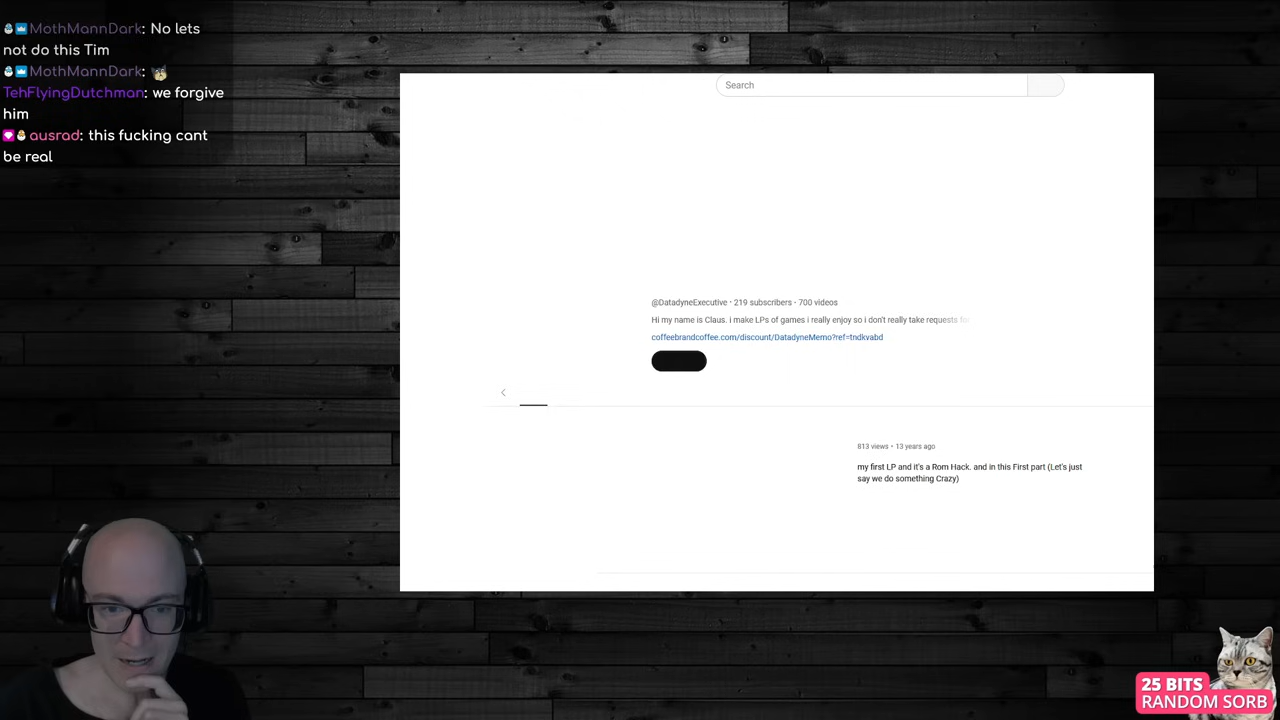 MothMannDark: No lets
not do this Tim
MothMannDark:
TehFlyingDutchman: we forgive
him
ausrad: this fucking cant
be real
Search
@DatadyneExecutive • 219 subscribers • 700 videos
Hi my name is Claus. i make LPs of games i really enjoy so i don't really take requests for
coffeebrandcoffee.com/discount/DatadyneMemo?ref=tndkvabd
813 views • 13 years ago
my first LP and it's a Rom Hack. and in this First part (Let's just
say we do something Crazy)
25 BITS
RANDOM SORB